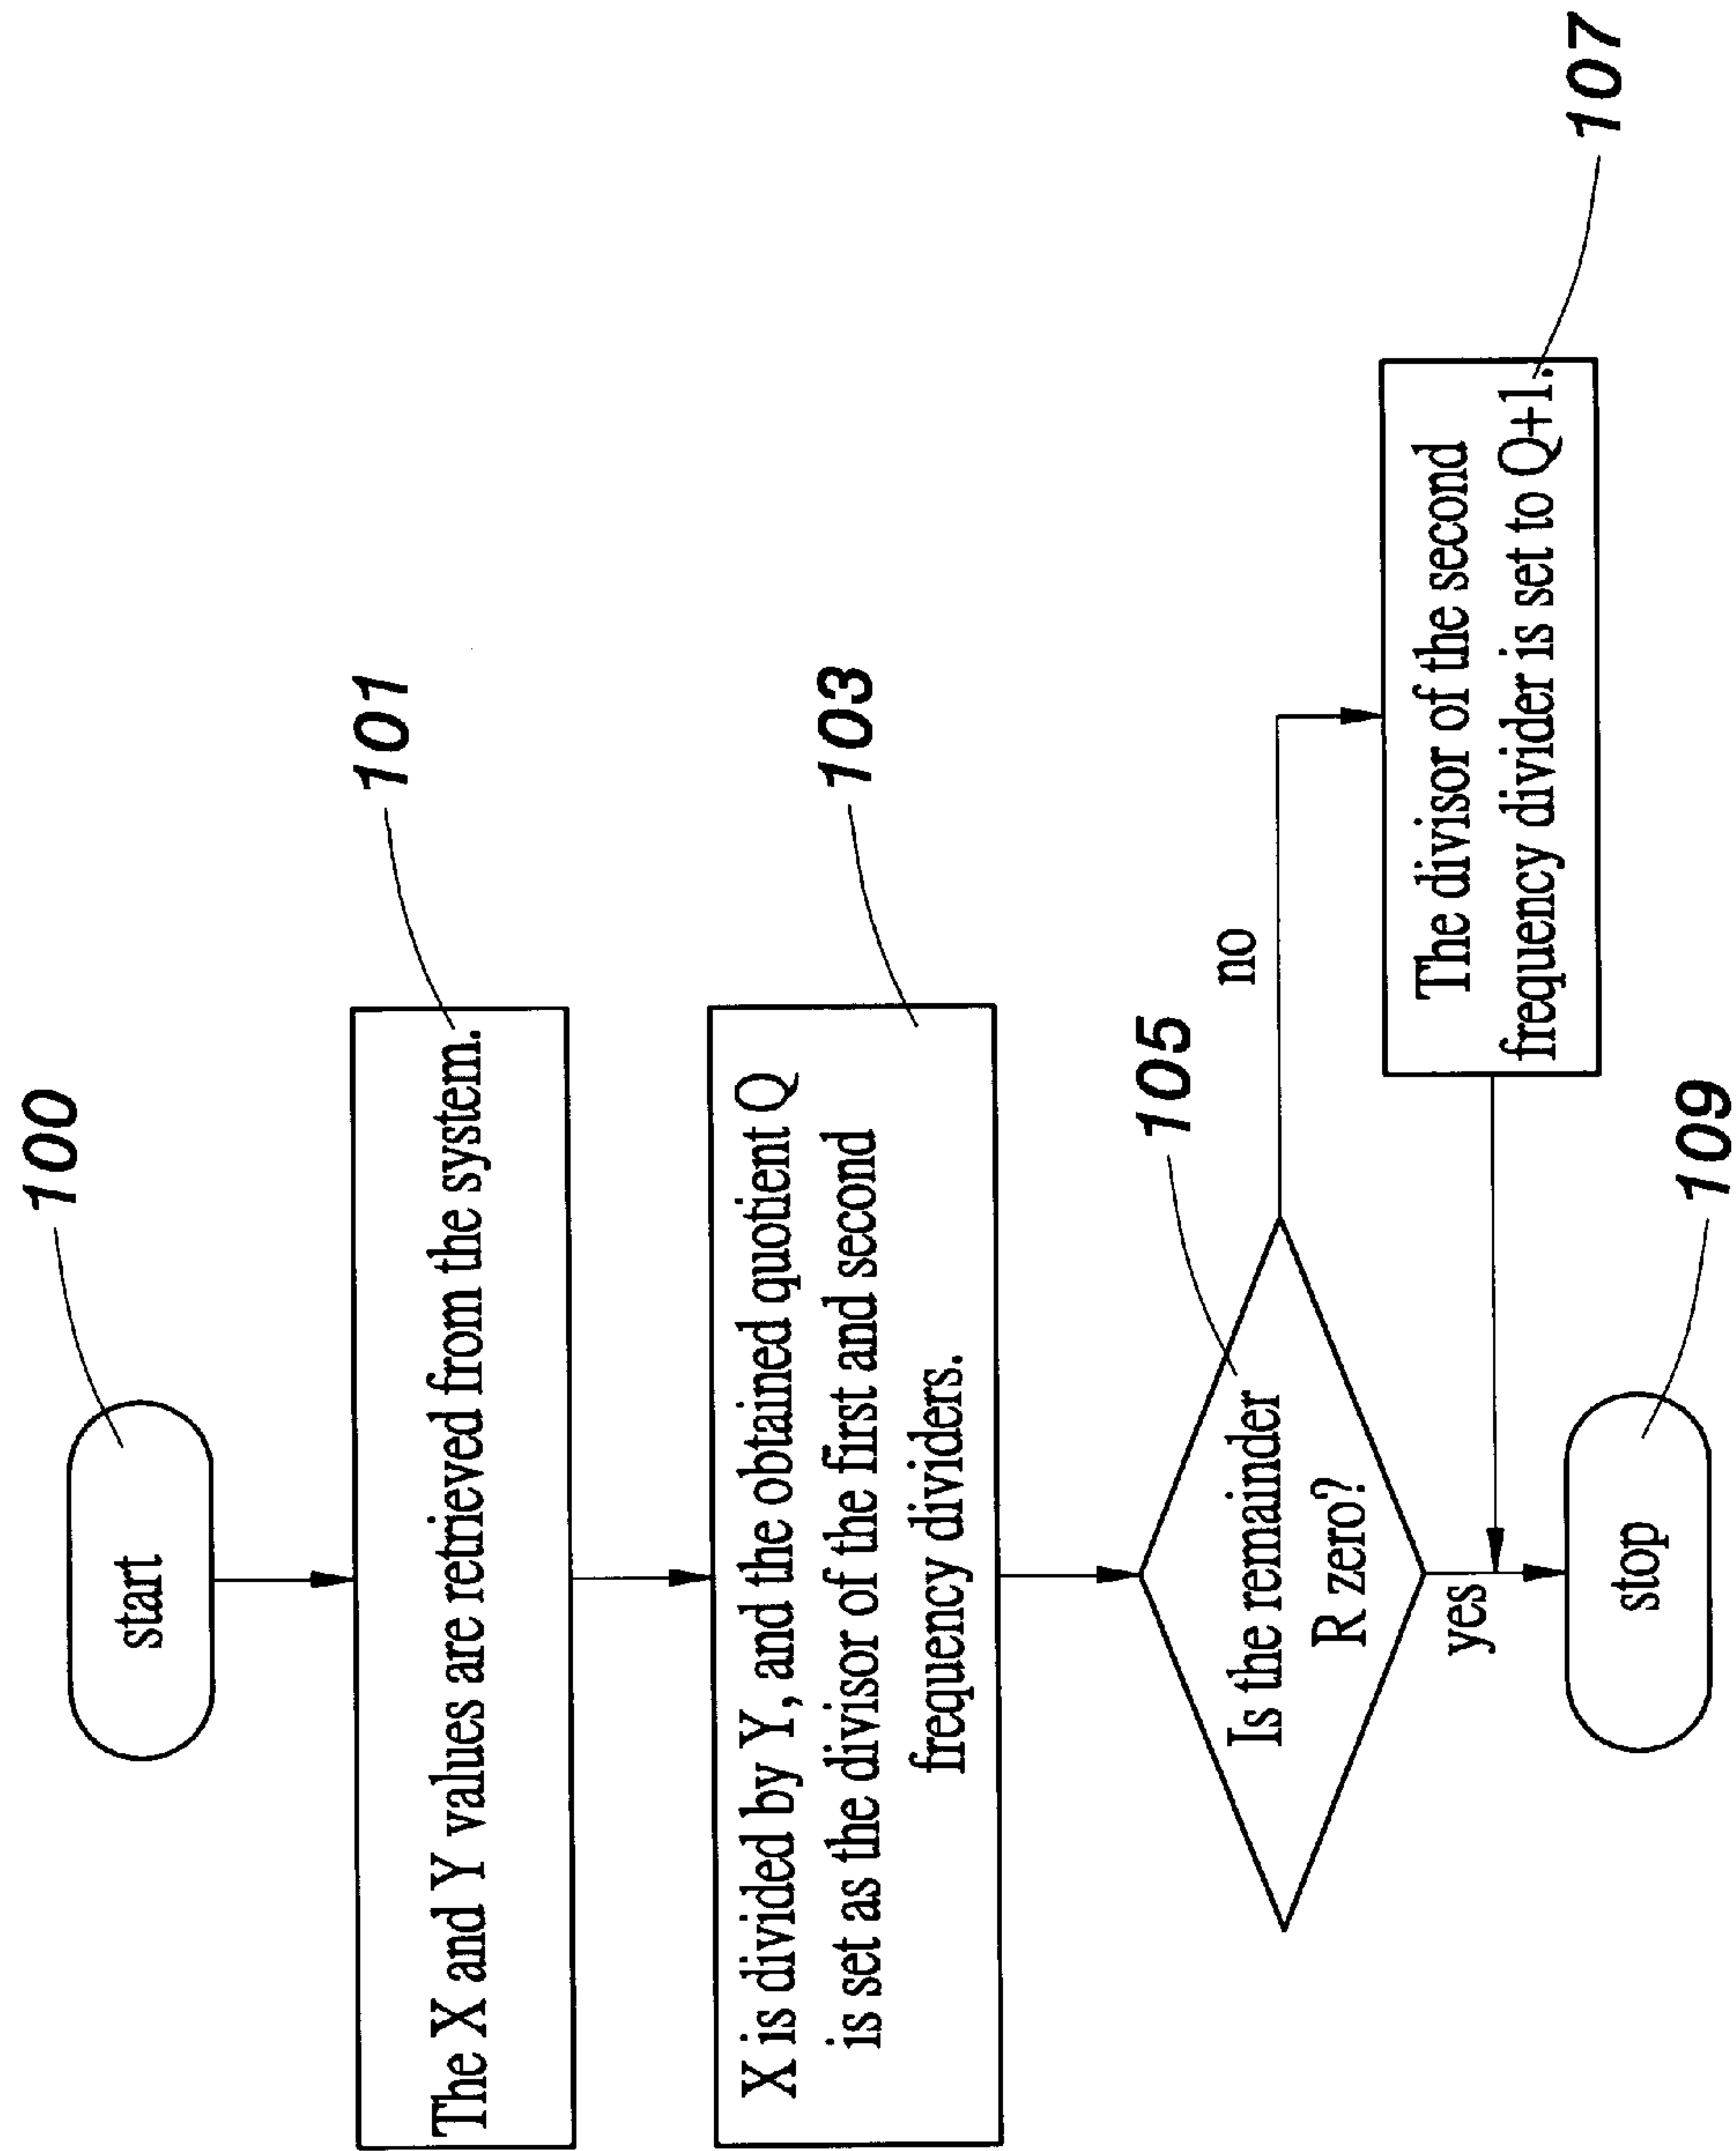 100
start
101
The X and Y values are retrieved from the system.
103
X is divided by Y, and the obtained quotient Q
is set as the divisor of the first and second
frequency dividers.
105
Is the remainder
R zero?
no
yes
107
The divisor of the second
frequency divider is set to Q+1.
109
stop